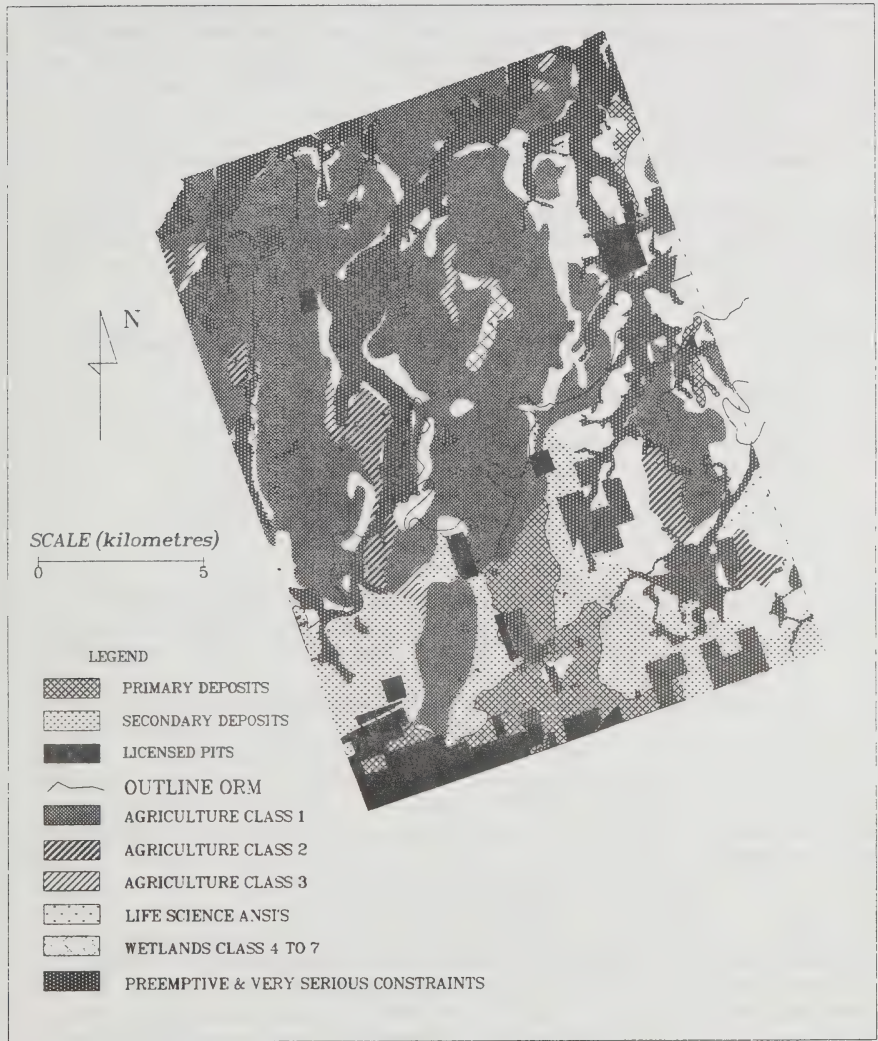 N
SCALE (kilometres)
0 5
LEGEND
PRIMARY DEPOSITS
SECONDARY DEPOSITS
LICENSED PITS
OUTLINE ORM
AGRICULTURE CLASS 1
AGRICULTURE CLASS 2
AGRICULTURE CLASS 3
LIFE SCIENCE ANSI'S
WETLANDS CLASS 4 TO 7
PREEMPTIVE & VERY SERIOUS CONSTRAINTS